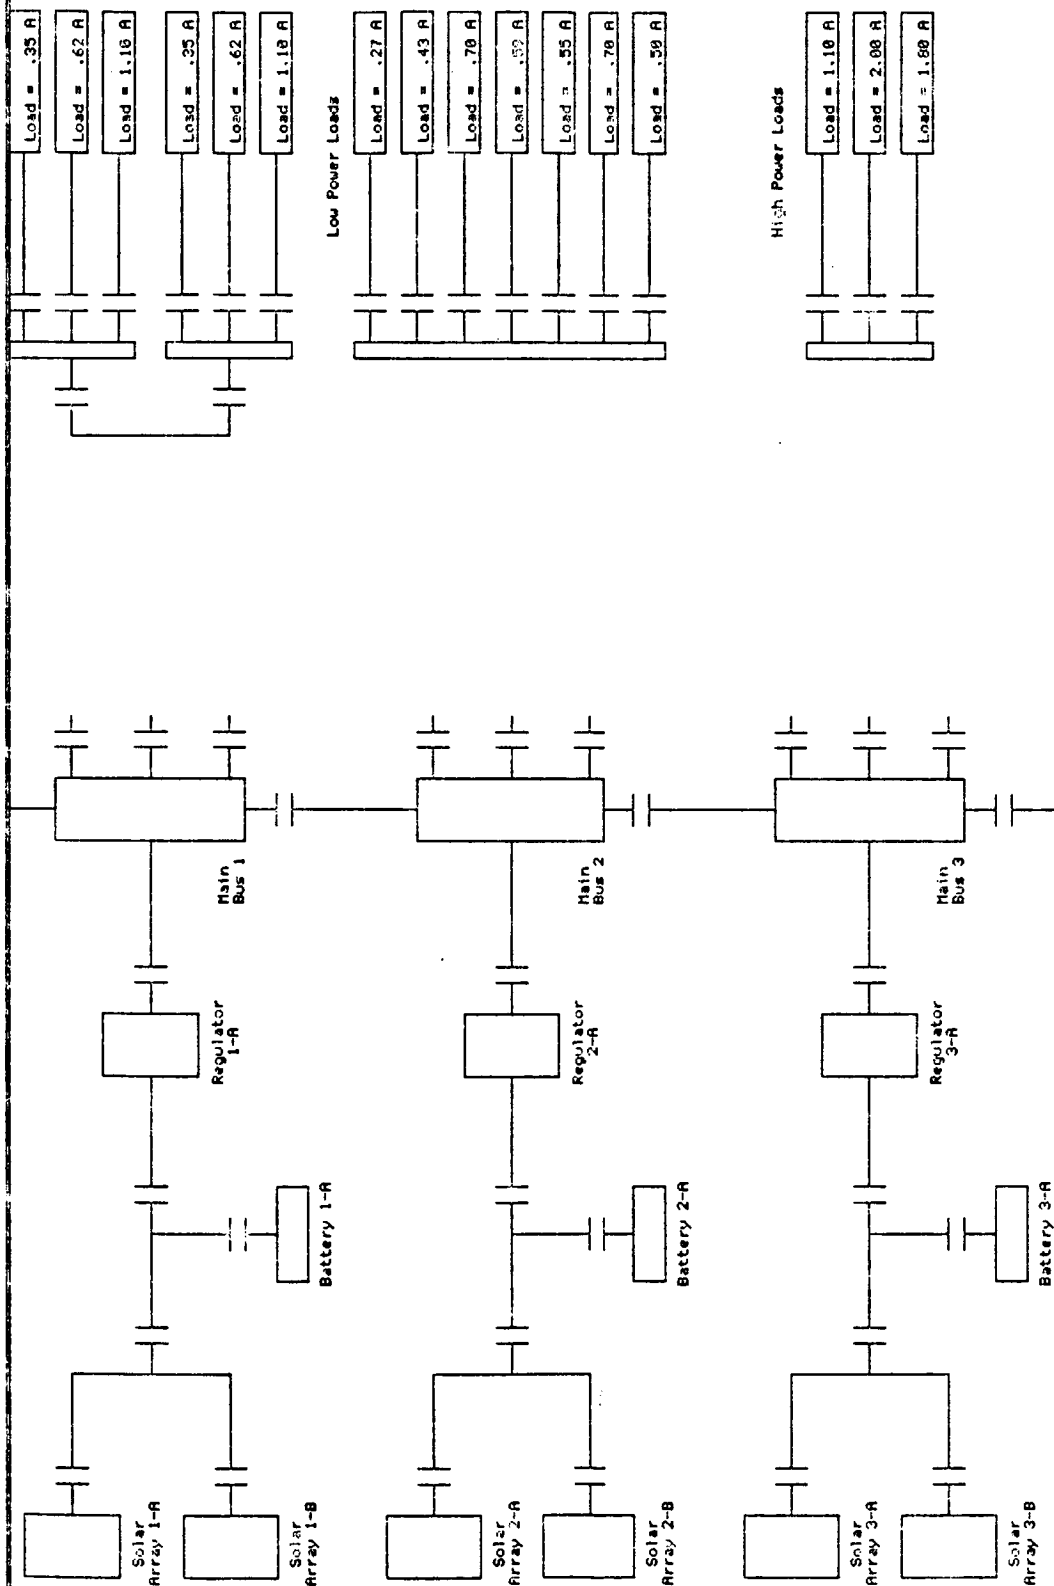 Load = .35 A
Load = .62 A
Load = 1.10 A
Load = .35 A
Load = .62 A
Load = 1.10 A
Low Power Loads
Load = .27 A
Load = .43 A
Load = .70 A
Load =
Load = .55 A
Load = .70 A
Load = .50 A
High Power Loads
Load = 1.10 A
Load = 2.00 A
Load = 1.80 A
Main
Bus 1
Main
Bus 2
Main
Bus 3
Regulator
1-A
Regulator
2-A
Regulator
3-A
Battery 1-A
Battery 2-A
Battery 3-A
Solar
Array 1-A
Solar
Array 1-B
Solar
Array 2-A
Solar
Array 2-B
Solar
Array 3-A
Solar
Array 3-B